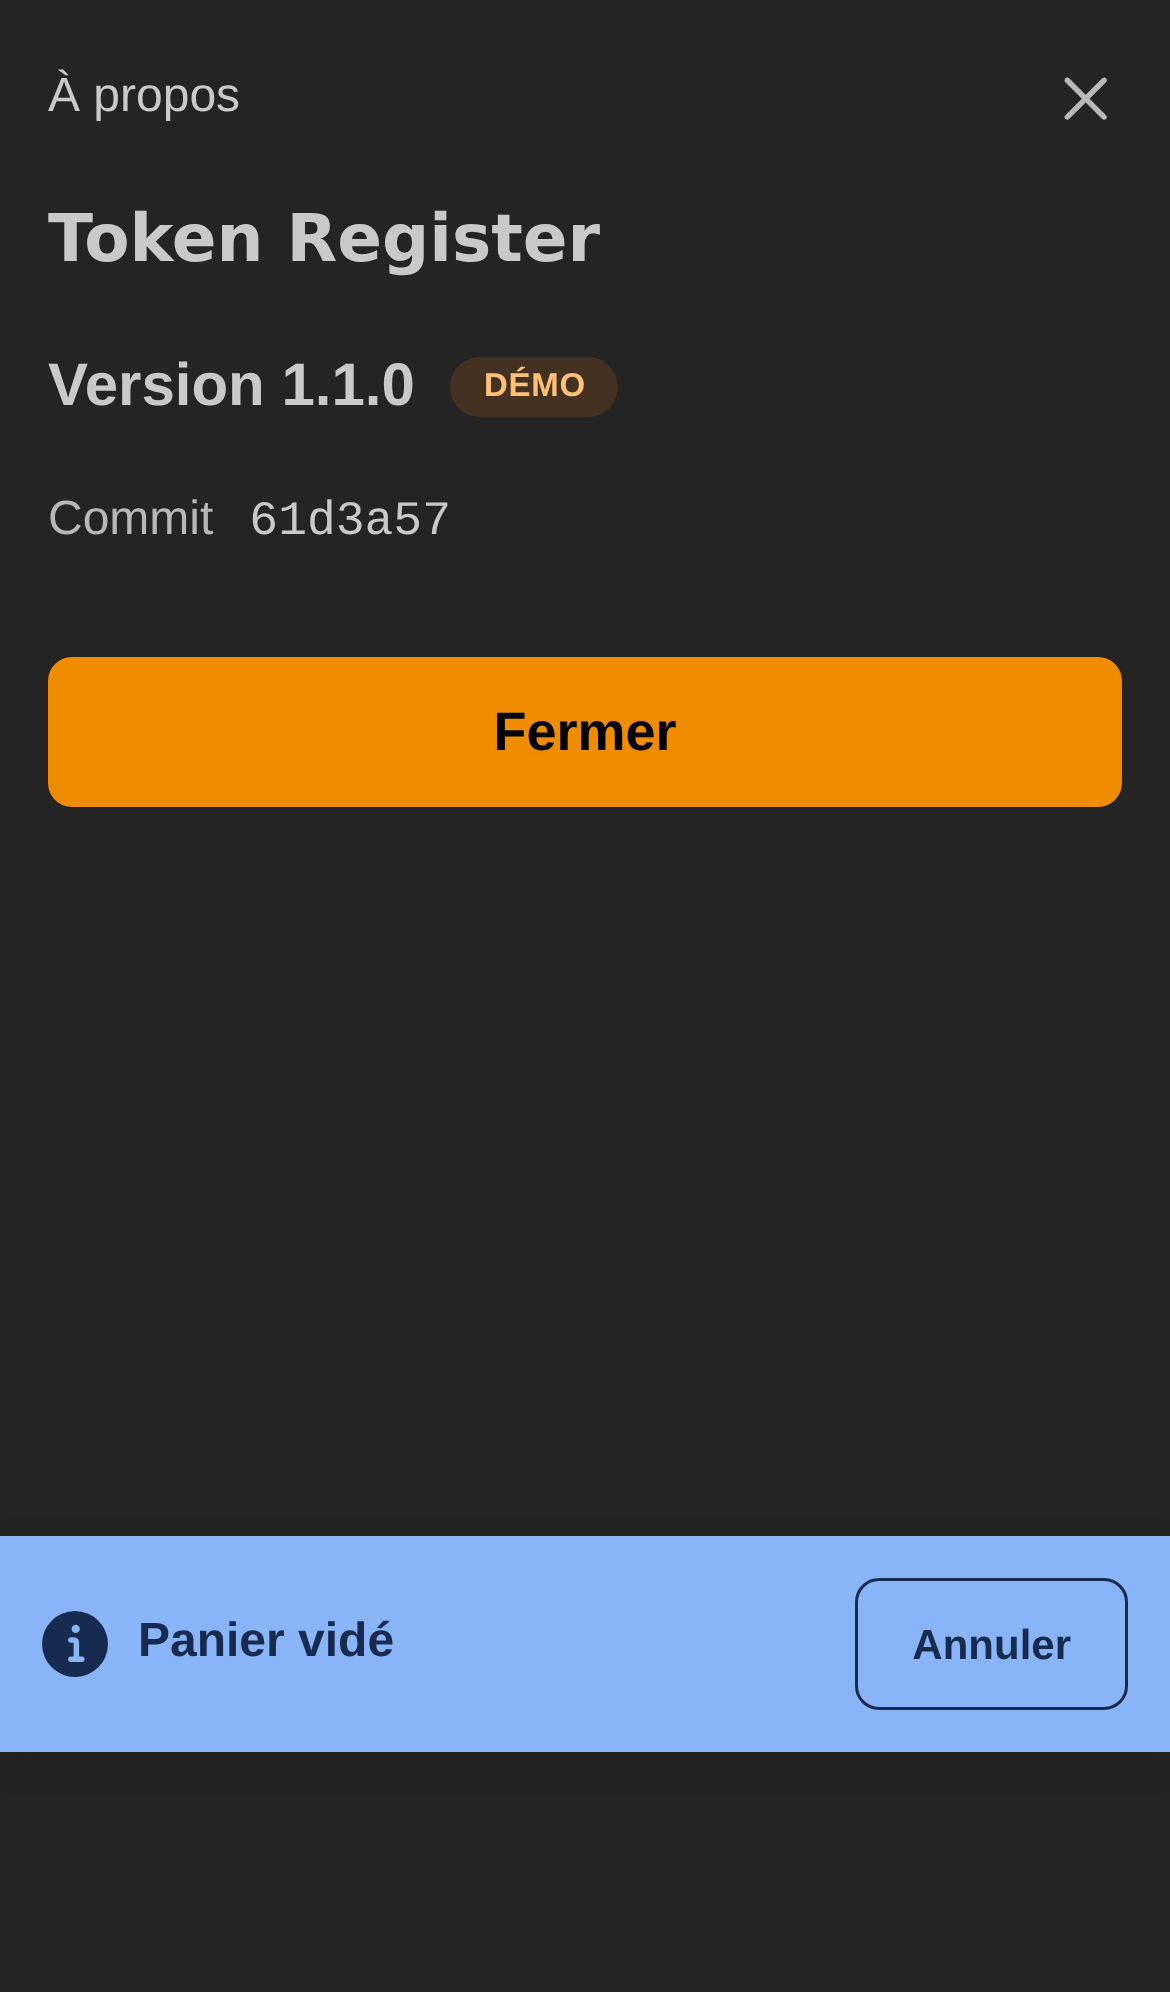 À propos
Token Register
Version 1.1.0 DÉMO
Commit 61d3a57
Fermer
Panier vidé
Annuler